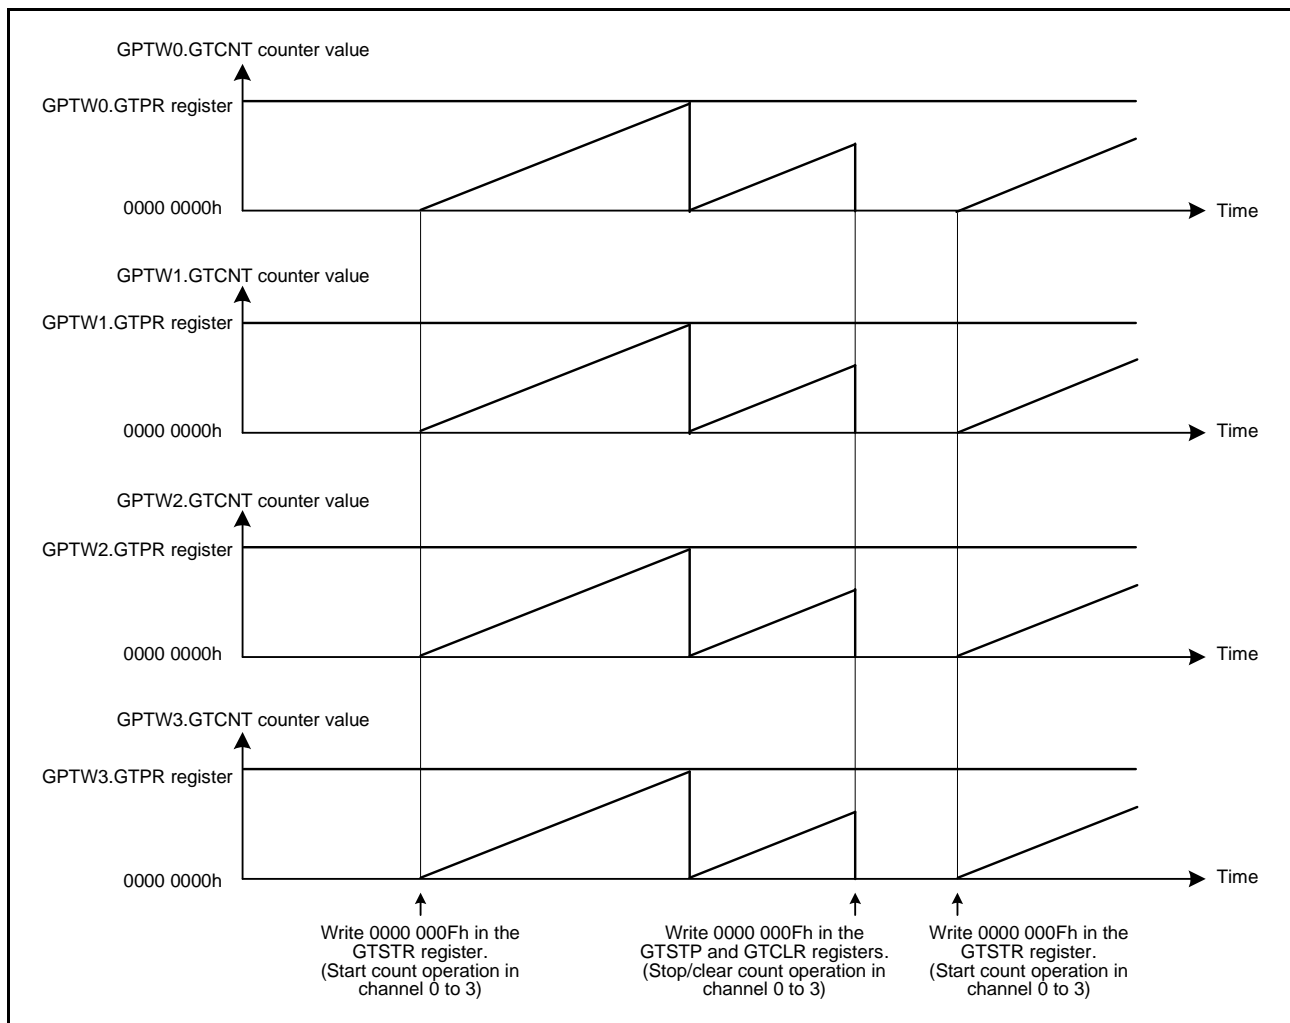 GPTW0.GTCNT counter value
GPTW0.GTPR register
0000 0000h
Time
GPTW1.GTCNT counter value
GPTW1.GTPR register
0000 0000h
Time
GPTW2.GTCNT counter value
GPTW2.GTPR register
0000 0000h
Time
GPTW3.GTCNT counter value
GPTW3.GTPR register
0000 0000h
Time
Write 0000 000Fh in the
GTSTR register.
(Start count operation in
channel 0 to 3)
Write 0000 000Fh in the
GTSTP and GTCLR registers.
(Stop/clear count operation in
channel 0 to 3)
Write 0000 000Fh in the
GTSTR register.
(Start count operation in
channel 0 to 3)